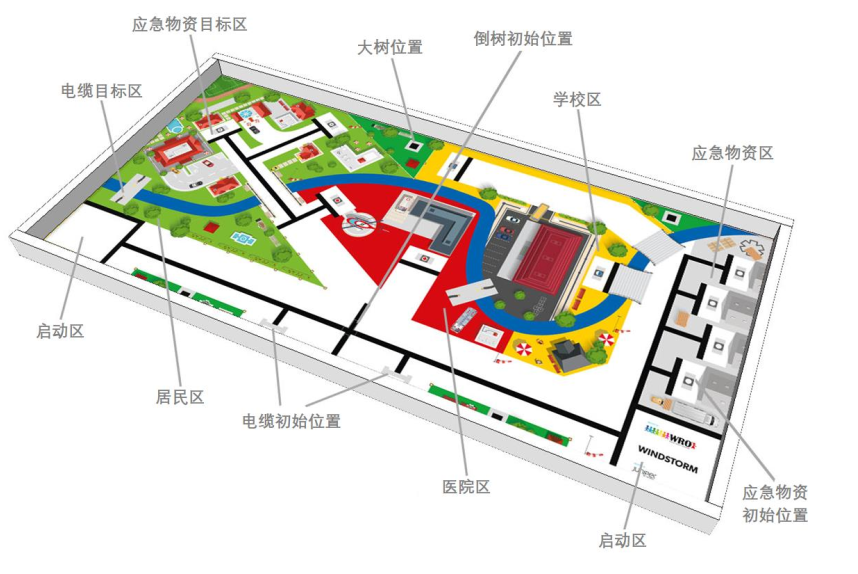 应急物资目标区
大树位置
倒树初始位置
电缆目标区
学校区
应急物资区
启动区
居民区
电缆初始位置
医院区
WRO
WINDSTORM
juniper
应急物资
初始位置
启动区